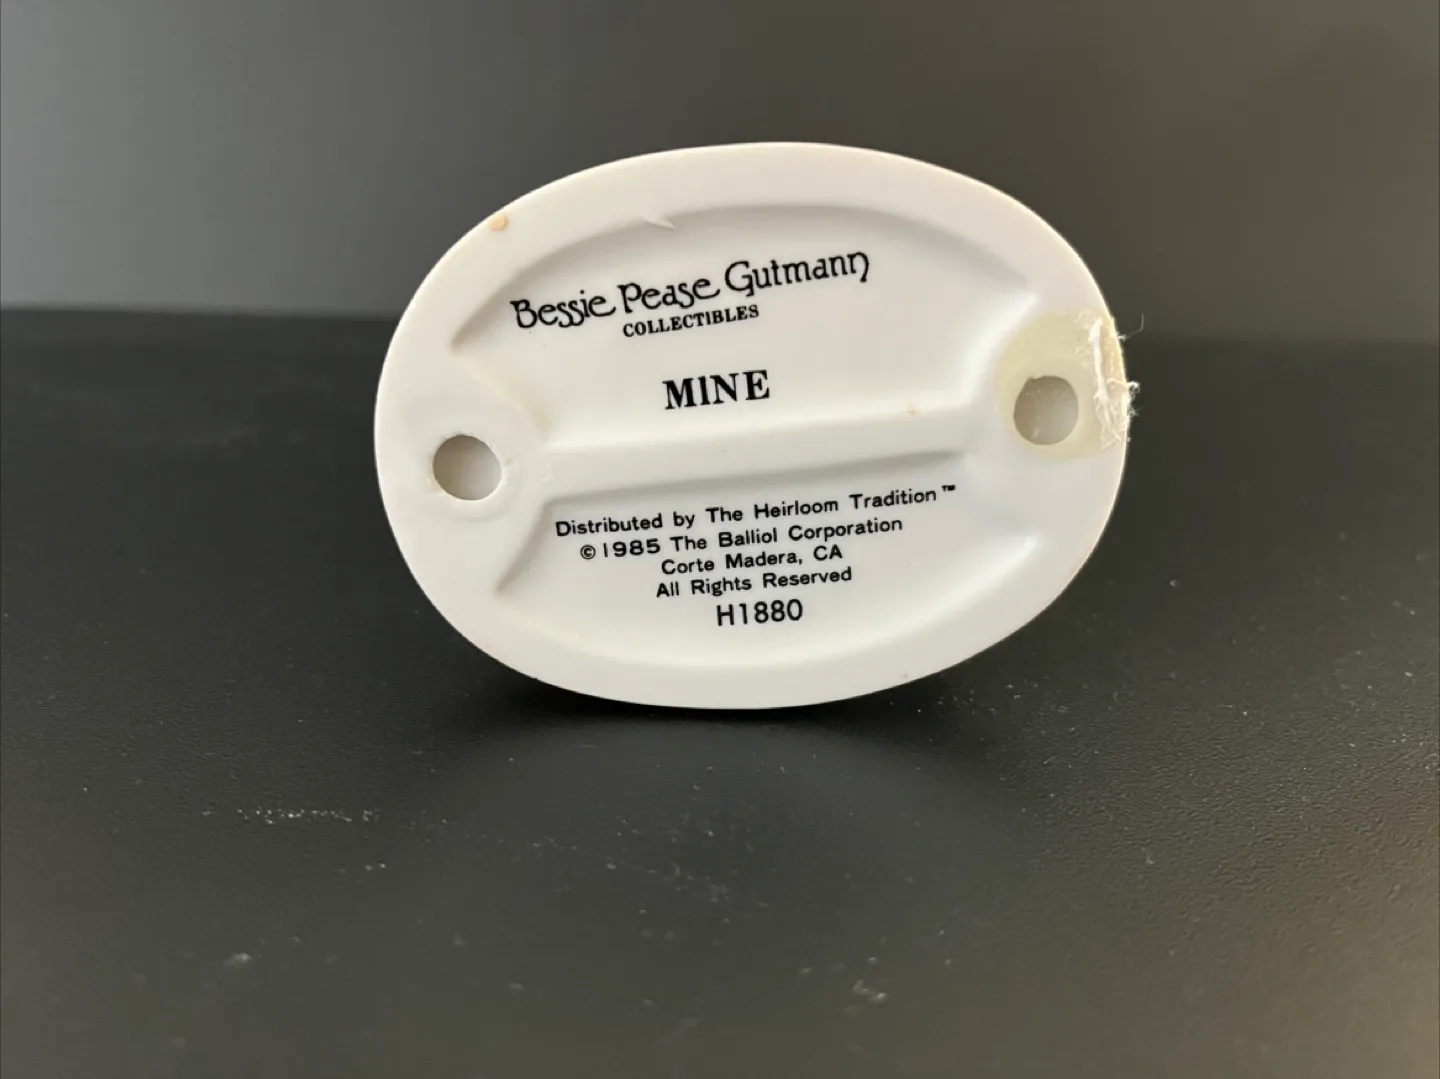 Bessie Pease Gutmann
COLLECTIBLES
MINE
Distributed by The Heirloom Tradition™
©1985 The Balliol Corporation
Corte Madera, CA
All Rights Reserved
H1880